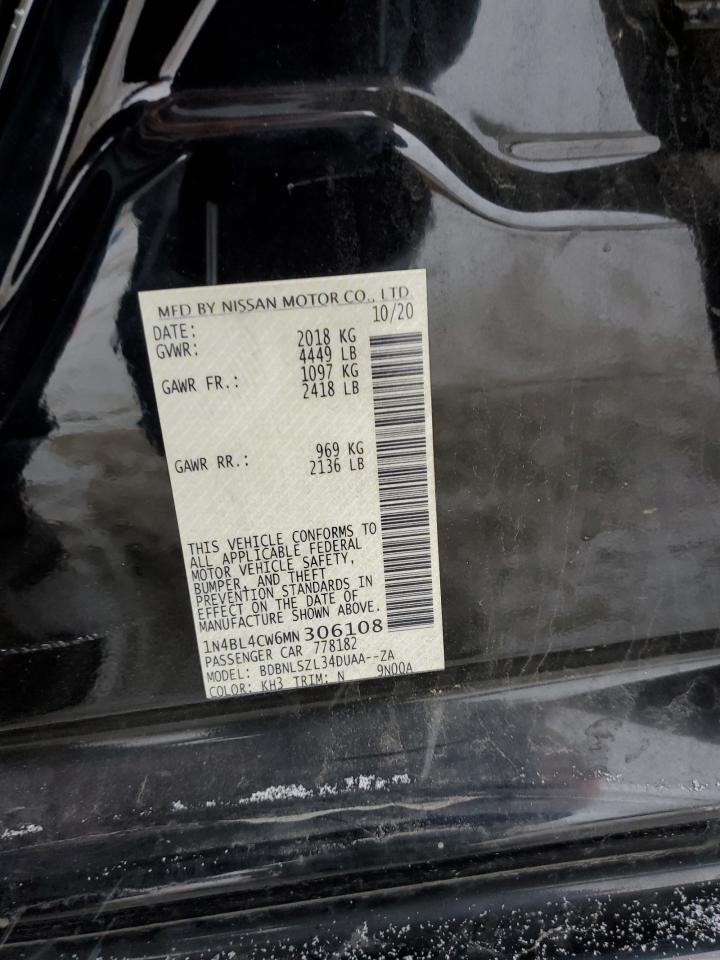 MFD BY NISSAN MOTOR CO., LTD.
DATE: 10/20
GVWR: 2018 KG
4449 LB
GAWR FR.: 1097 KG
2418 LB
GAWR RR.: 969 KG
2136 LB
THIS VEHICLE CONFORMS TO
ALL APPLICABLE FEDERAL
MOTOR VEHICLE SAFETY,
BUMPER, AND THEFT
PREVENTION STANDARDS IN
EFFECT ON THE DATE OF
MANUFACTURE SHOWN ABOVE.
1N4BL4CW6MN 306108
PASSENGER CAR 778182
MODEL: BDBNLSZL34DUAA--ZA
COLOR: KH3 TRIM: N 9N00A